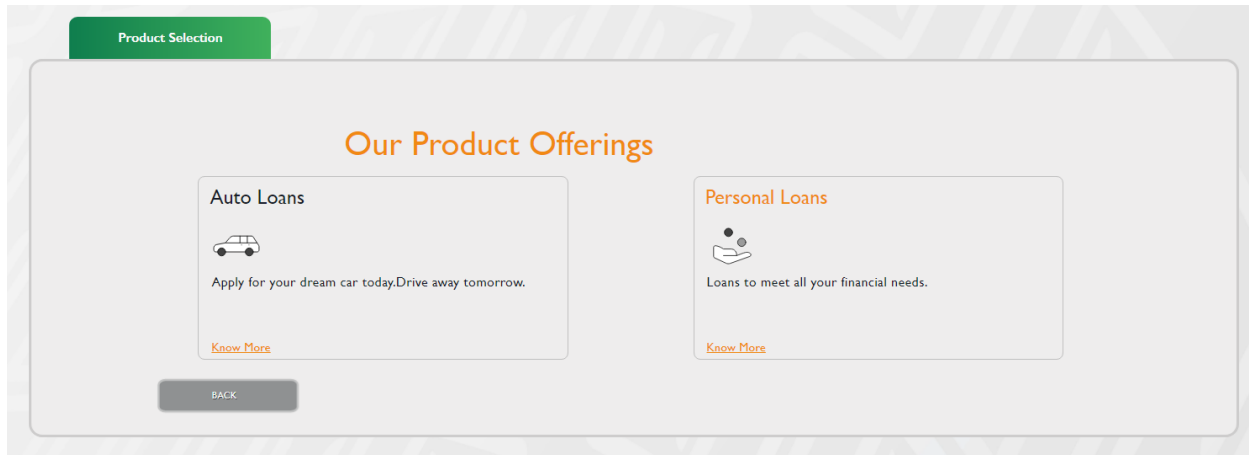 Product Selection
Our Product Offerings
Auto Loans
Apply for your dream car today.Drive away tomorrow.
Know More
Personal Loans
Loans to meet all your financial needs.
Know More
BACK